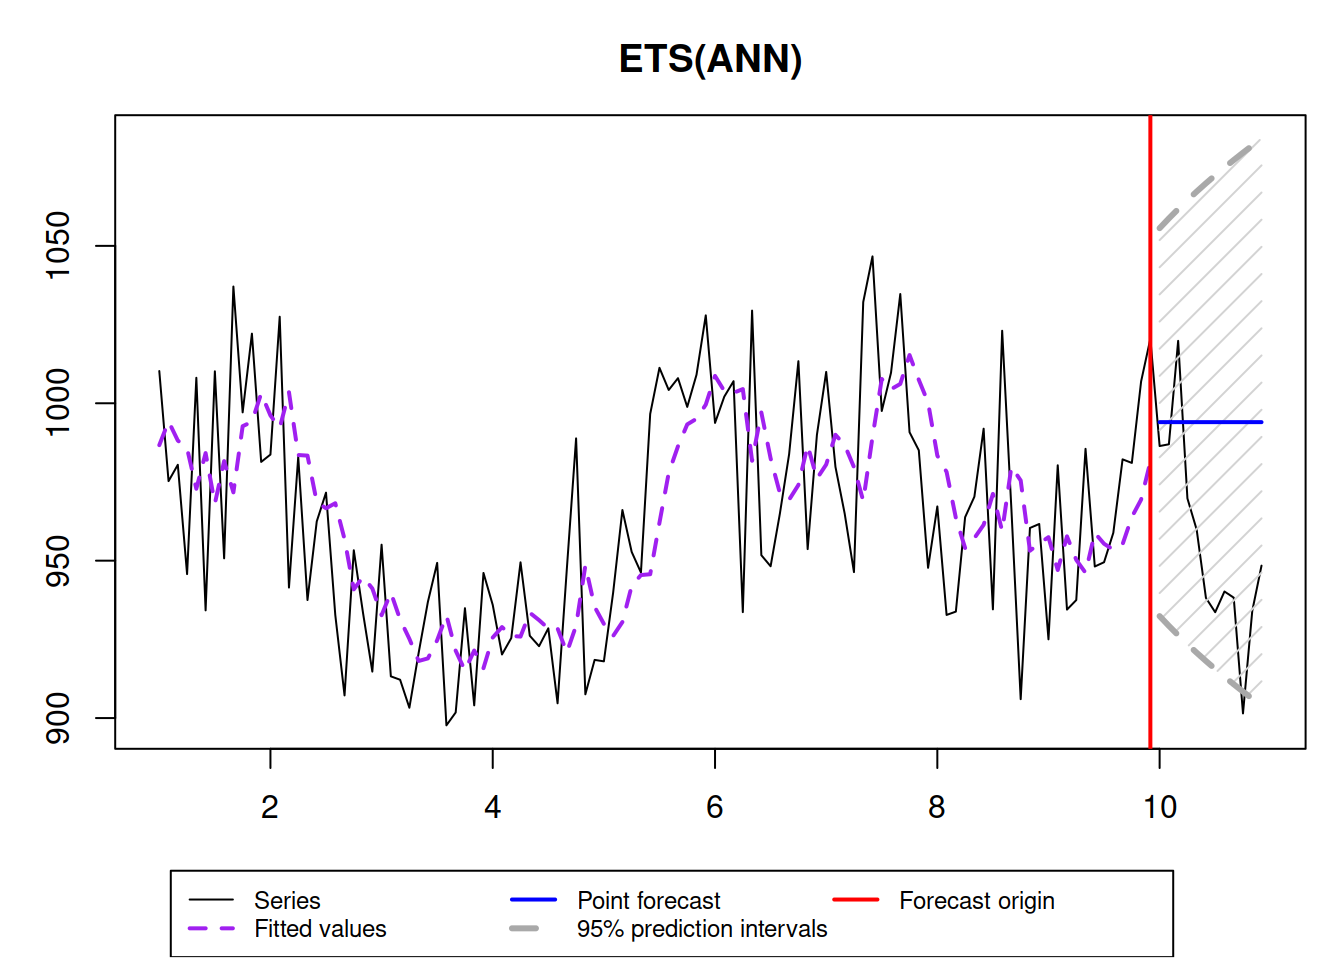 ETS(ANN)
1050
1000
950
900
2 4 6 8 10
Series Point forecast Forecast origin
Fitted values 95% prediction intervals